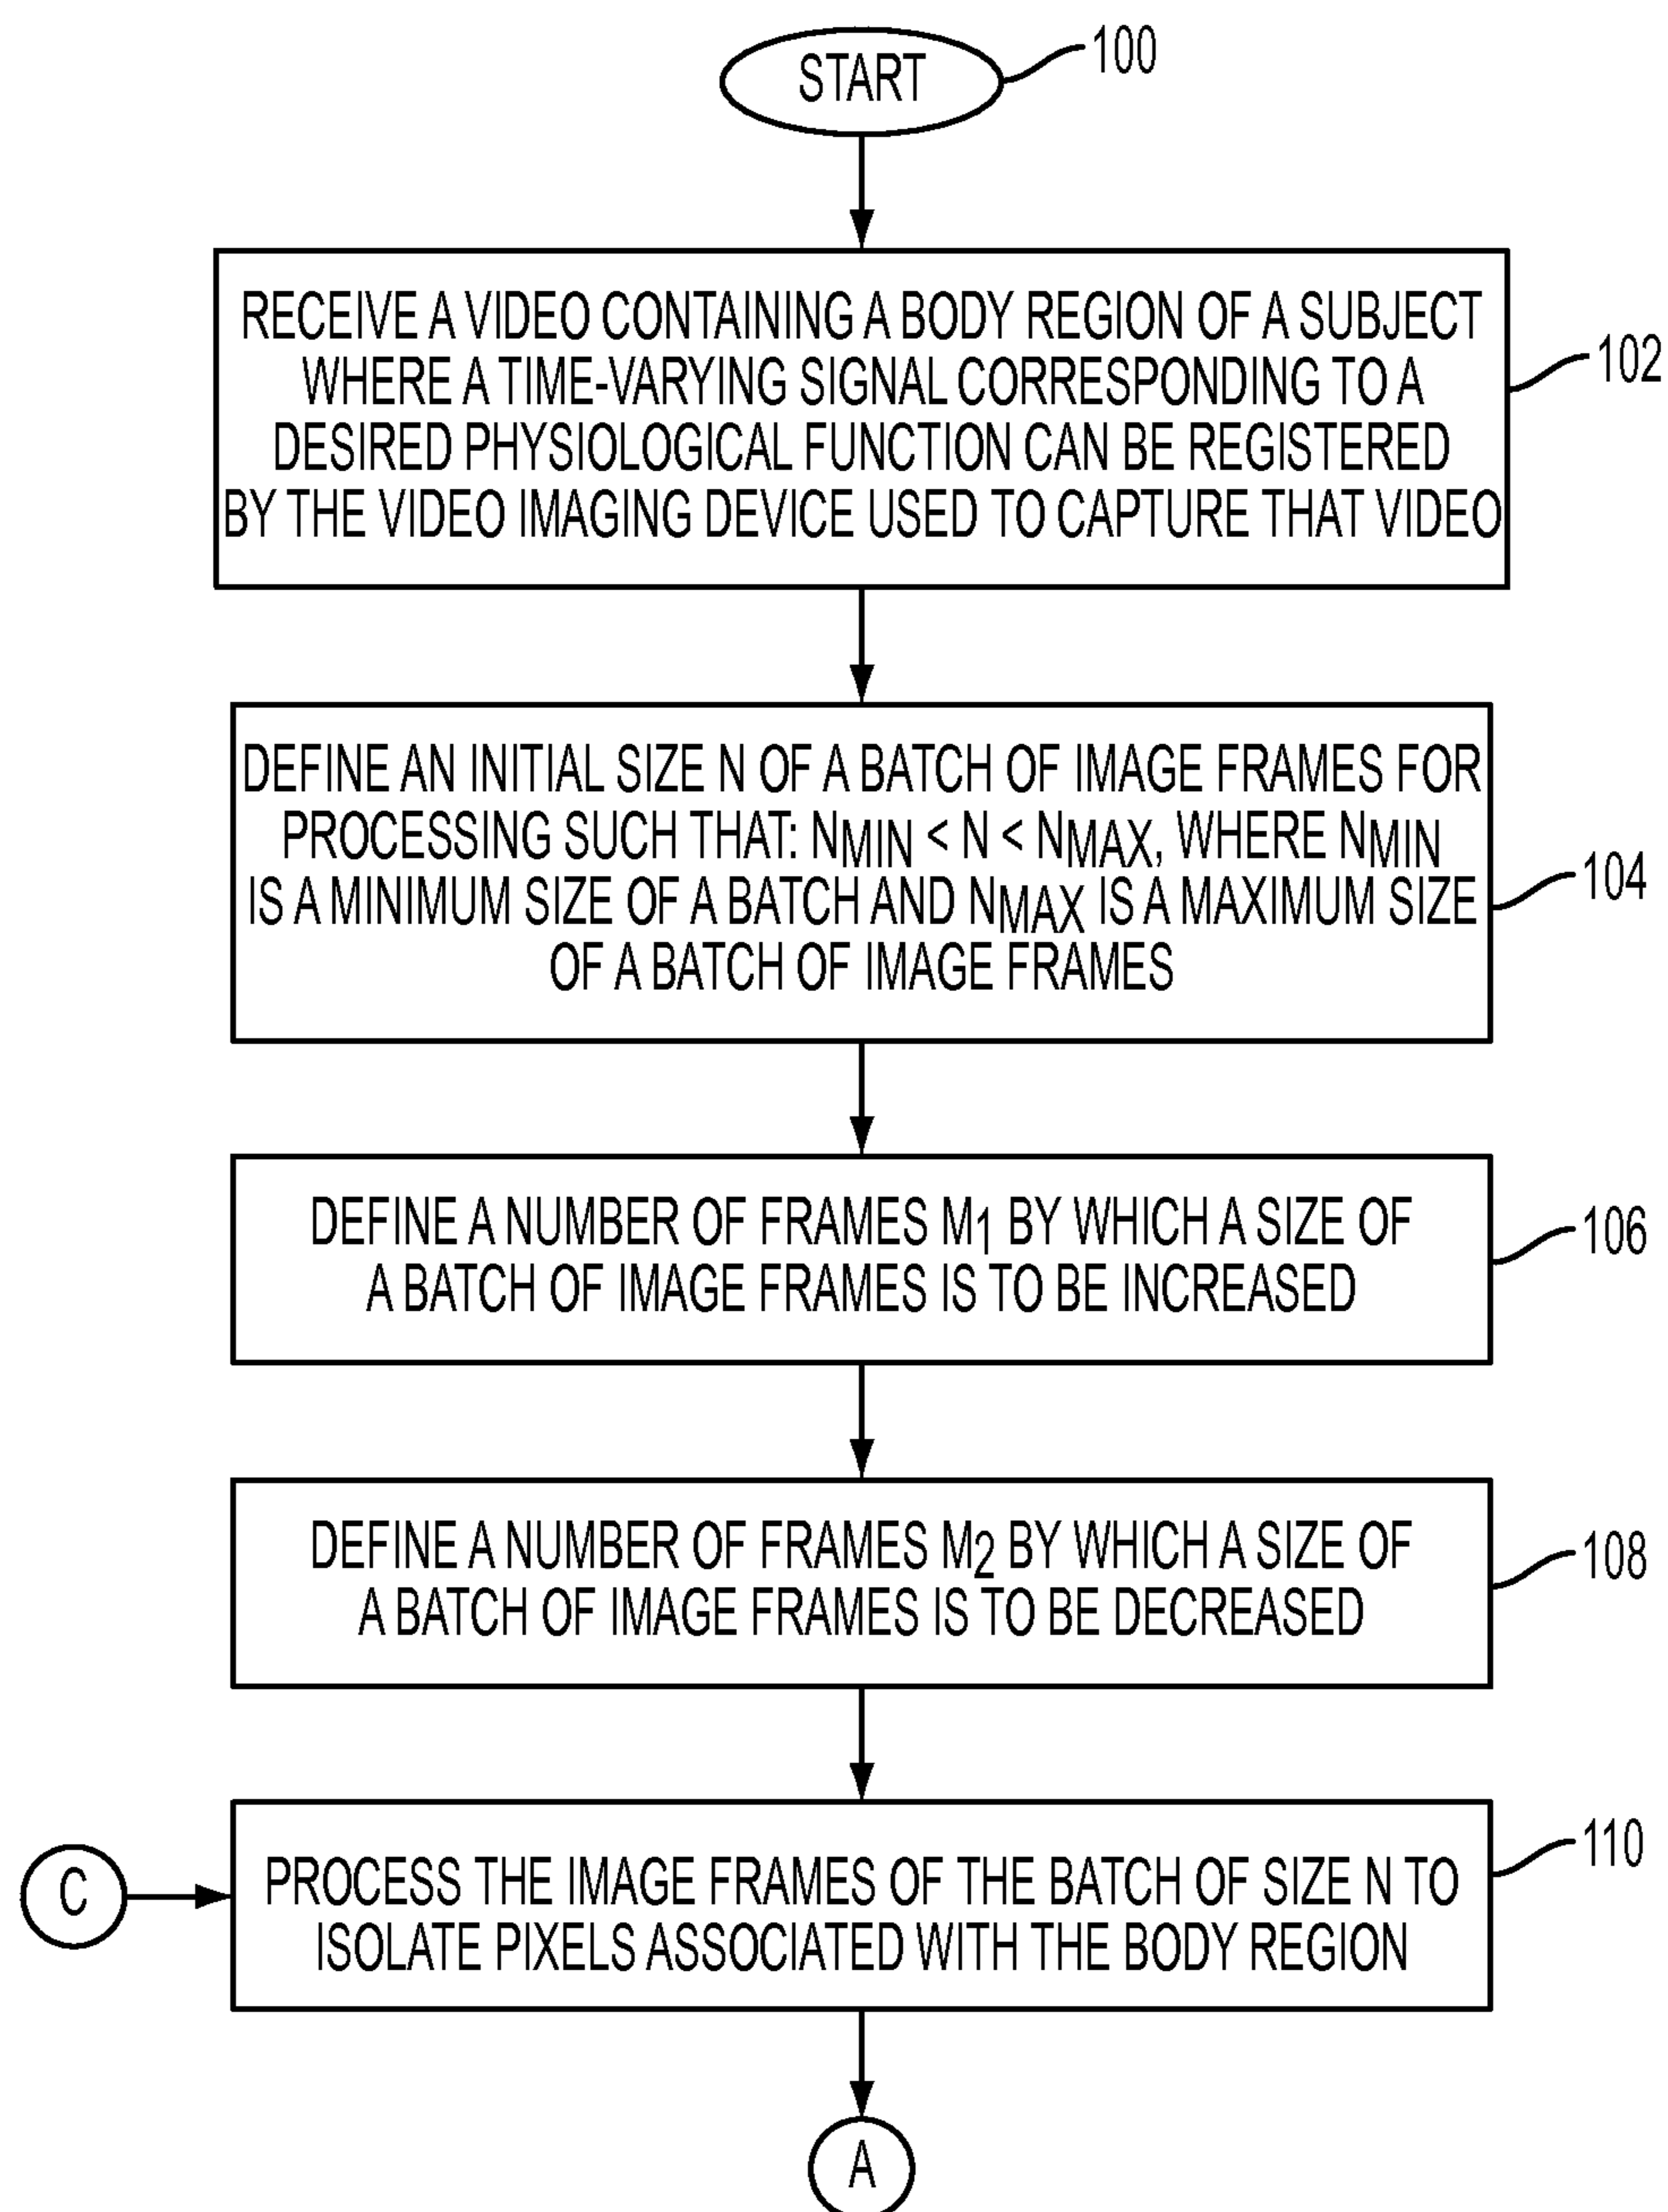 START
100
RECEIVE A VIDEO CONTAINING A BODY REGION OF A SUBJECT
WHERE A TIME-VARYING SIGNAL CORRESPONDING TO A
DESIRED PHYSIOLOGICAL FUNCTION CAN BE REGISTERED
BY THE VIDEO IMAGING DEVICE USED TO CAPTURE THAT VIDEO
102
DEFINE AN INITIAL SIZE N OF A BATCH OF IMAGE FRAMES FOR
PROCESSING SUCH THAT: NMIN < N < NMAX, WHERE NMIN
IS A MINIMUM SIZE OF A BATCH AND NMAX IS A MAXIMUM SIZE
OF A BATCH OF IMAGE FRAMES
104
DEFINE A NUMBER OF FRAMES M1 BY WHICH A SIZE OF
A BATCH OF IMAGE FRAMES IS TO BE INCREASED
106
DEFINE A NUMBER OF FRAMES M2 BY WHICH A SIZE OF
A BATCH OF IMAGE FRAMES IS TO BE DECREASED
108
C
PROCESS THE IMAGE FRAMES OF THE BATCH OF SIZE N TO
ISOLATE PIXELS ASSOCIATED WITH THE BODY REGION
110
A